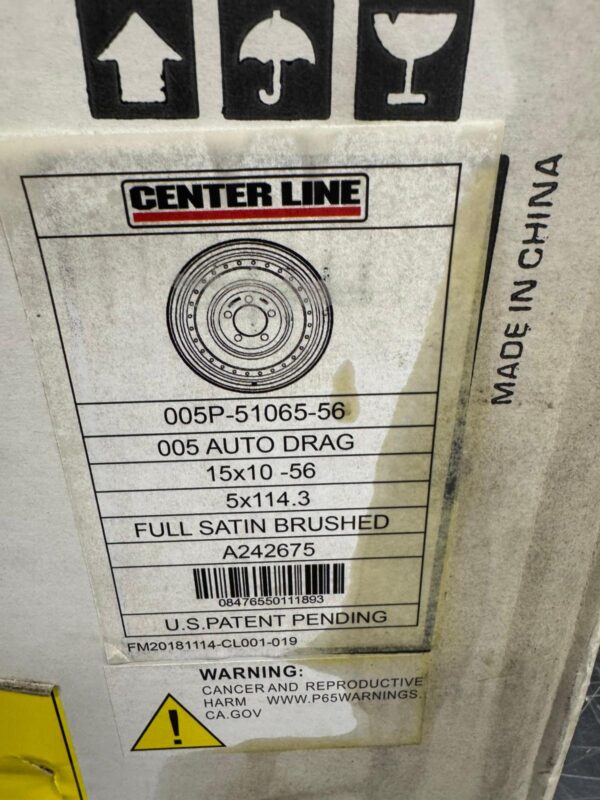 CENTER LINE
005P-51065-56
005 AUTO DRAG
15x10 -56
5x114.3
FULL SATIN BRUSHED
A242675
08476550111893
U.S.PATENT PENDING
FM20181114-CL001-019
WARNING:
CANCER AND REPRODUCTIVE
HARM WWW.P65WARNINGS.
CA.GOV
MADE IN CHINA